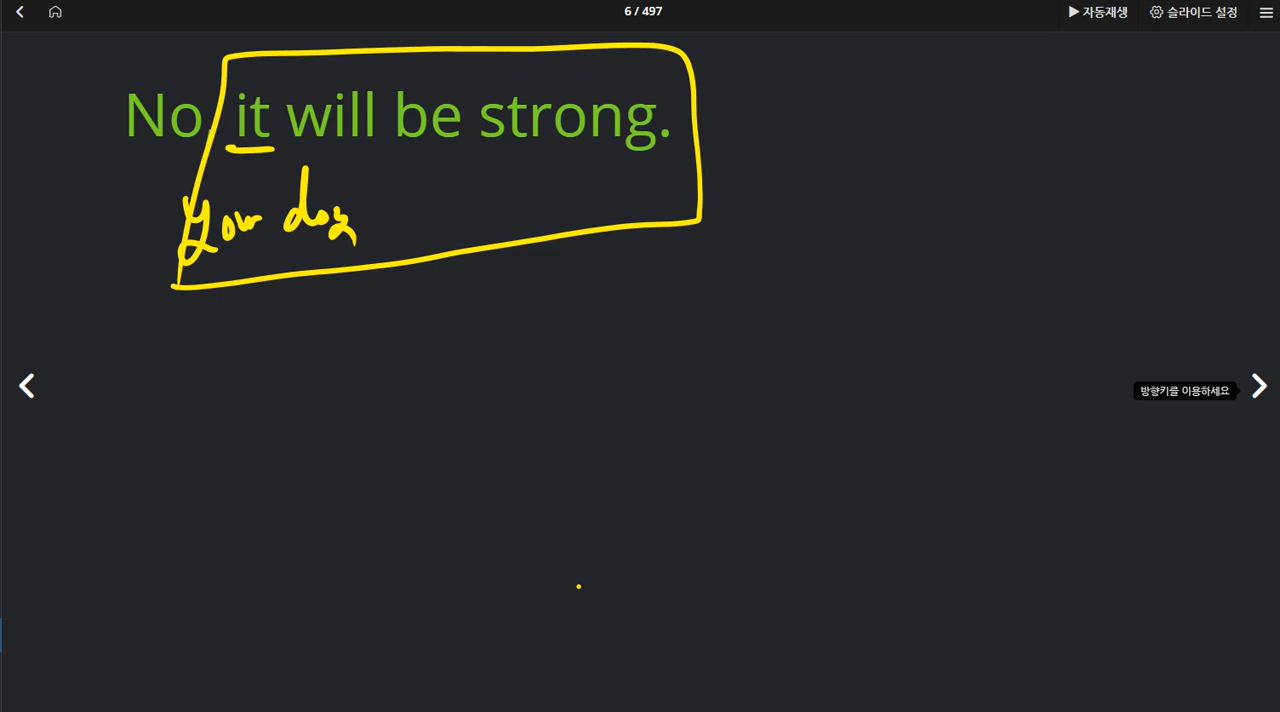 6 / 497
자동재생
슬라이드 설정
No, it will be strong.
your dog
방향키를 이용하세요